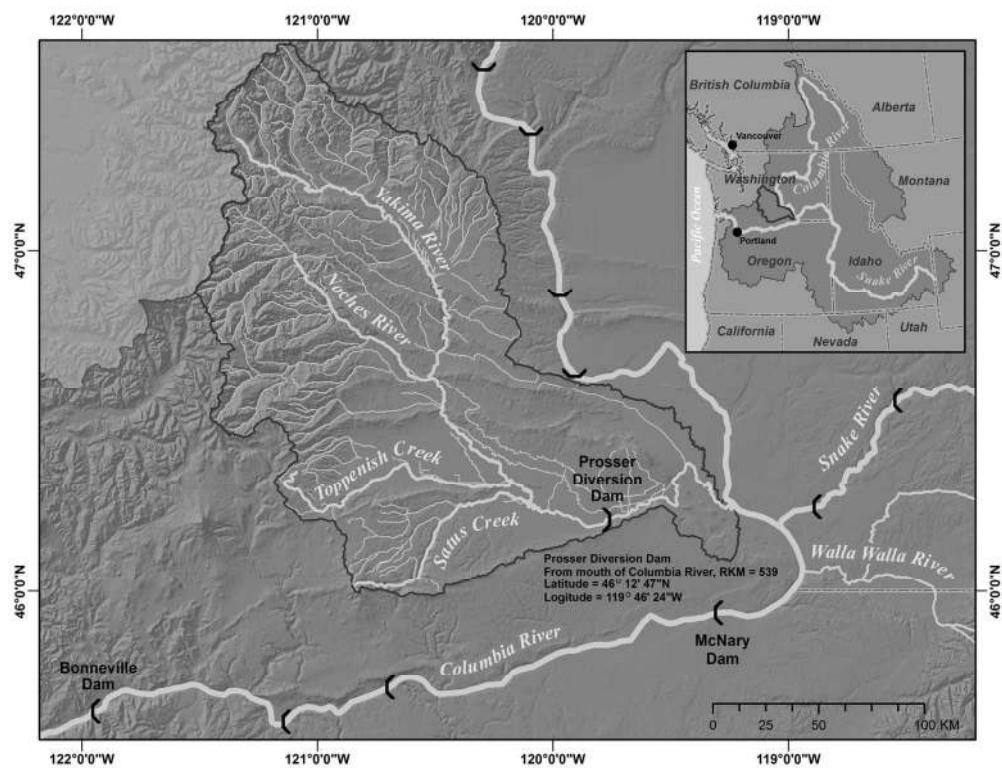 122°0'0"W
121°0'0"W
120°0'0"W
119°0'0"W
British Columbia
Alberta
Vancouver
Washington
Columbia River
Montana
Pacific Ocean
Portland
Oregon
Idaho
Snake River
California
Nevada
Utah
47°0'0"N
47°0'0"N
Yakima River
Naches River
Toppenish Creek
Satus Creek
Prosser
Diversion
Dam
Snake River
Walla Walla River
Prosser Diversion Dam
From mouth of Columbia River, RKM = 539
Latitude = 46° 12' 47"N
Logitude = 119° 46' 24"W
46°0'0"N
46°0'0"N
Columbia River
McNary
Dam
Bonneville
Dam
0 25 50 100 KM
122°0'0"W
121°0'0"W
120°0'0"W
119°0'0"W